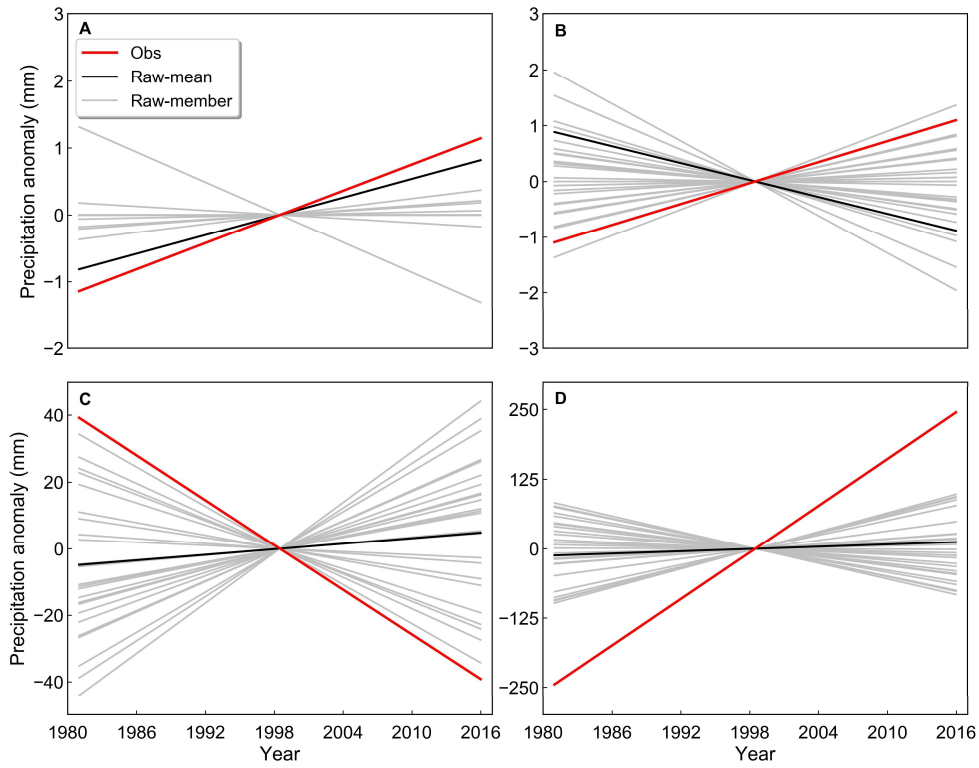 A
B
Obs
Raw-mean
Raw-member
Precipitation anomaly (mm)
3
2
1
0
−1
−2
3
2
1
0
−1
−2
−3
C
D
Precipitation anomaly (mm)
40
20
0
−20
−40
250
125
0
−125
−250
1980 1986 1992 1998 2004 2010 2016
1980 1986 1992 1998 2004 2010 2016
Year
Year